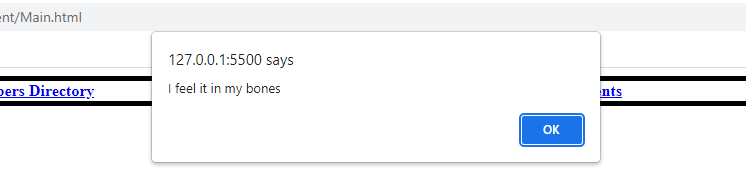 ent/Main.html
127.0.0.1:5500 says
I feel it in my bones
bers Directory
ents
OK